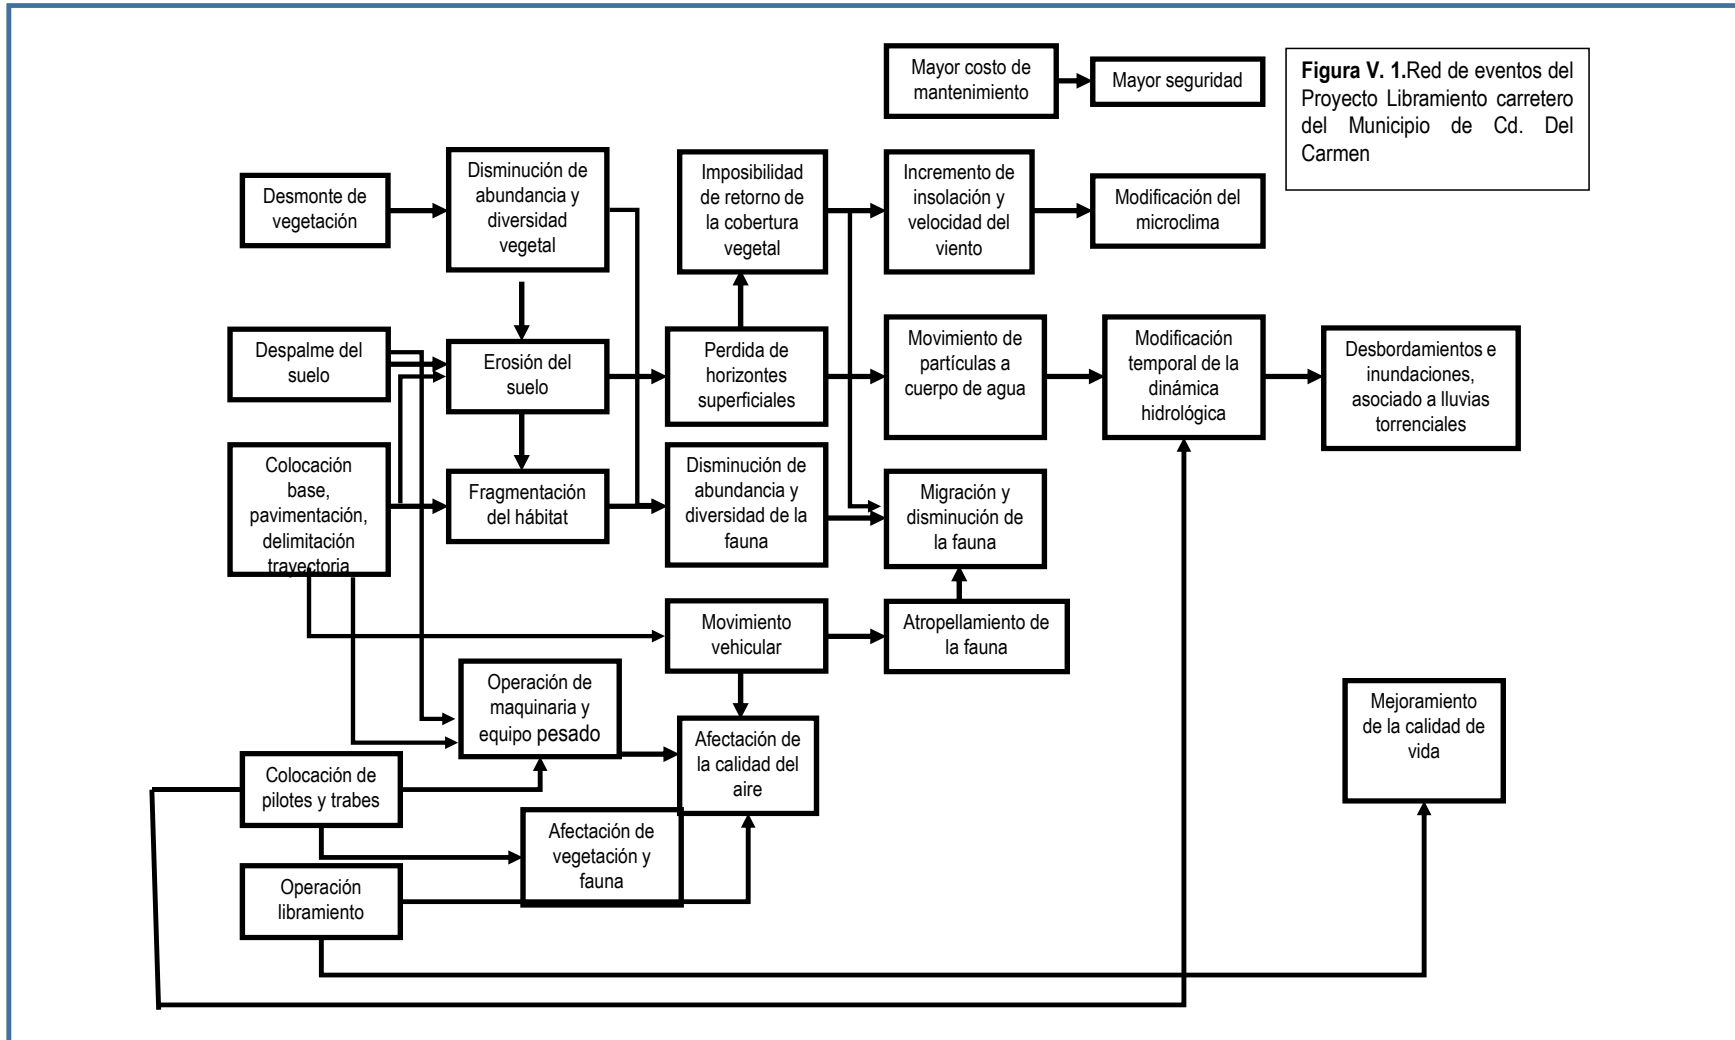 Mayor costo de
mantenimiento
Mayor seguridad
Figura V. 1.Red de eventos del
Proyecto Libramiento carretero
del Municipio de Cd. Del
Carmen
Desmonte de
vegetación
Disminución de
abundancia y
diversidad
vegetal
Imposibilidad
de retorno de
la cobertura
vegetal
Incremento de
insolación y
velocidad del
viento
Modificación del
microclima
Despalme del
suelo
Erosión del
suelo
Perdida de
horizontes
superficiales
Movimiento de
partículas a
cuerpo de agua
Modificación
temporal de la
dinámica
hidrológica
Desbordamientos e
inundaciones,
asociado a lluvias
torrenciales
Colocación
base,
pavimentación,
delimitación
trayectoria
Fragmentación
del hábitat
Disminución de
abundancia y
diversidad de la
fauna
Migración y
disminución de
la fauna
Movimiento
vehicular
Atropellamiento de
la fauna
Operación de
maquinaria y
equipo pesado
Afectación de
la calidad del
aire
Mejoramiento
de la calidad de
vida
Colocación de
pilotes y trabes
Afectación de
vegetación y
fauna
Operación
libramiento